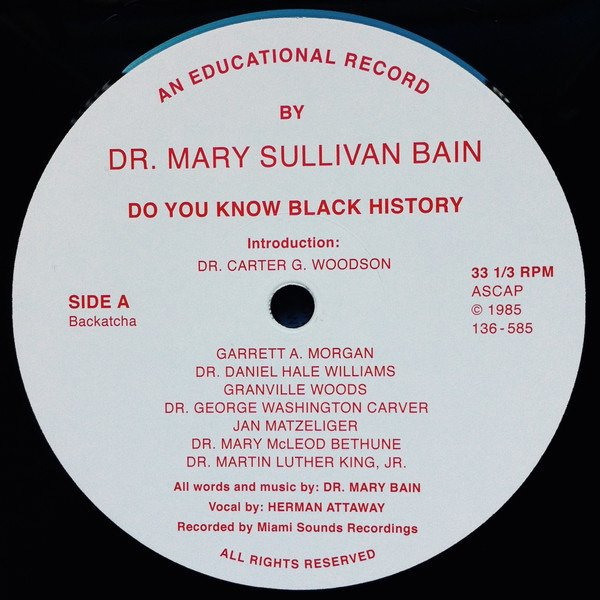 AN EDUCATIONAL RECORD
BY
DR. MARY SULLIVAN BAIN
DO YOU KNOW BLACK HISTORY
Introduction:
DR. CARTER G. WOODSON
SIDE A
Backatcha
33 1/3 RPM
ASCAP
© 1985
136-585
GARRETT A. MORGAN
DR. DANIEL HALE WILLIAMS
GRANVILLE WOODS
DR. GEORGE WASHINGTON CARVER
JAN MATZELIGER
DR. MARY McLEOD BETHUNE
DR. MARTIN LUTHER KING, JR.
All words and music by: DR. MARY BAIN
Vocal by: HERMAN ATTAWAY
Recorded by Miami Sounds Recordings
ALL RIGHTS RESERVED